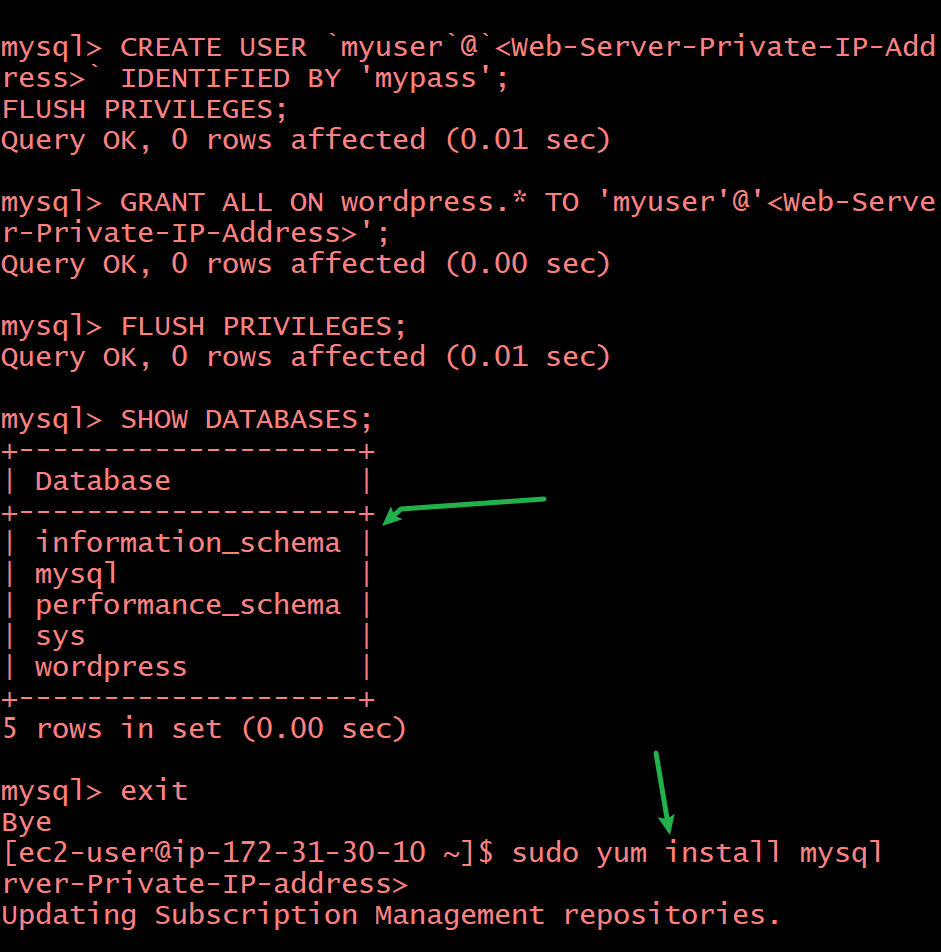 mysql> CREATE USER `myuser`@`<Web-Server-Private-IP-Add
ress>` IDENTIFIED BY 'mypass';
FLUSH PRIVILEGES;
Query OK, 0 rows affected (0.01 sec)
mysql> GRANT ALL ON wordpress.* TO 'myuser'@'<Web-Serve
r-Private-IP-Address>';
Query OK, 0 rows affected (0.00 sec)
mysql> FLUSH PRIVILEGES;
Query OK, 0 rows affected (0.01 sec)
mysql> SHOW DATABASES;
+--------------------+
| Database           |
+--------------------+
| information_schema |
| mysql              |
| performance_schema |
| sys                |
| wordpress          |
+--------------------+
5 rows in set (0.00 sec)
mysql> exit
Bye
[ec2-user@ip-172-31-30-10 ~]$ sudo yum install mysql
rver-Private-IP-address>
Updating Subscription Management repositories.